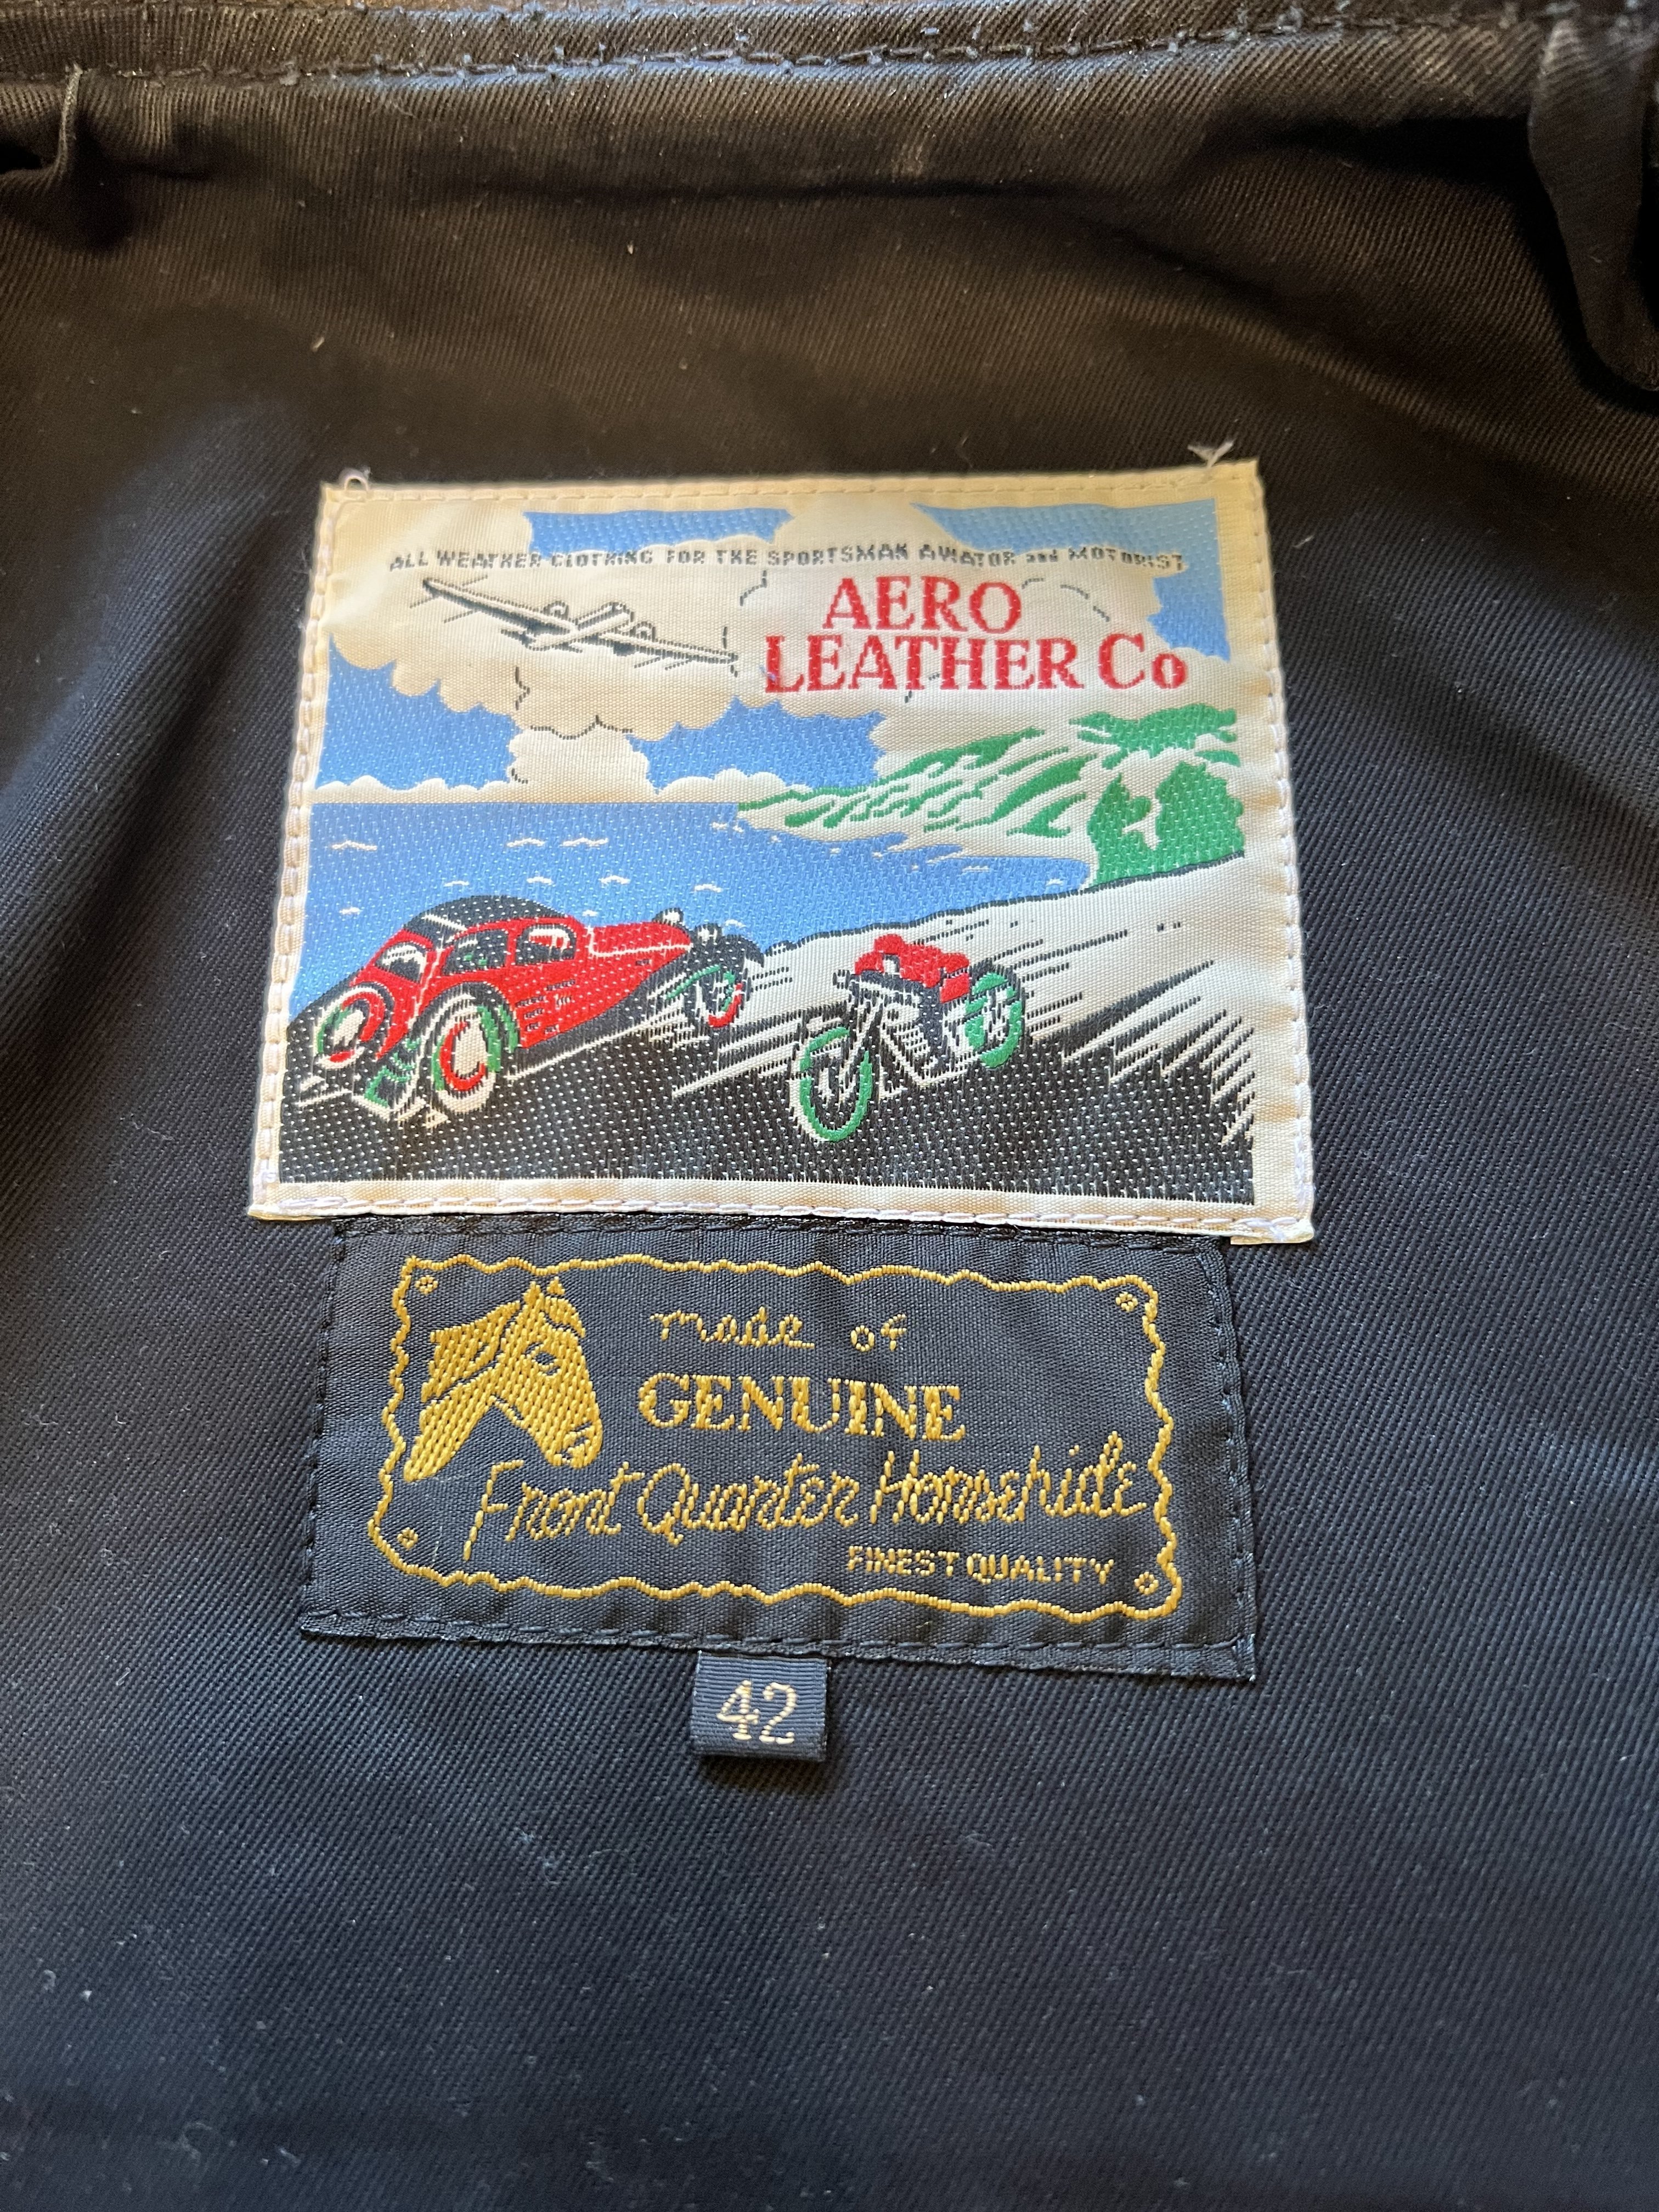 ALL WEATHER CLOTHING FOR THE SPORTSMAN AVIATOR and MOTORIST
AERO
LEATHER Co
made of
GENUINE
Front Quarter Horsehide
FINEST QUALITY
42